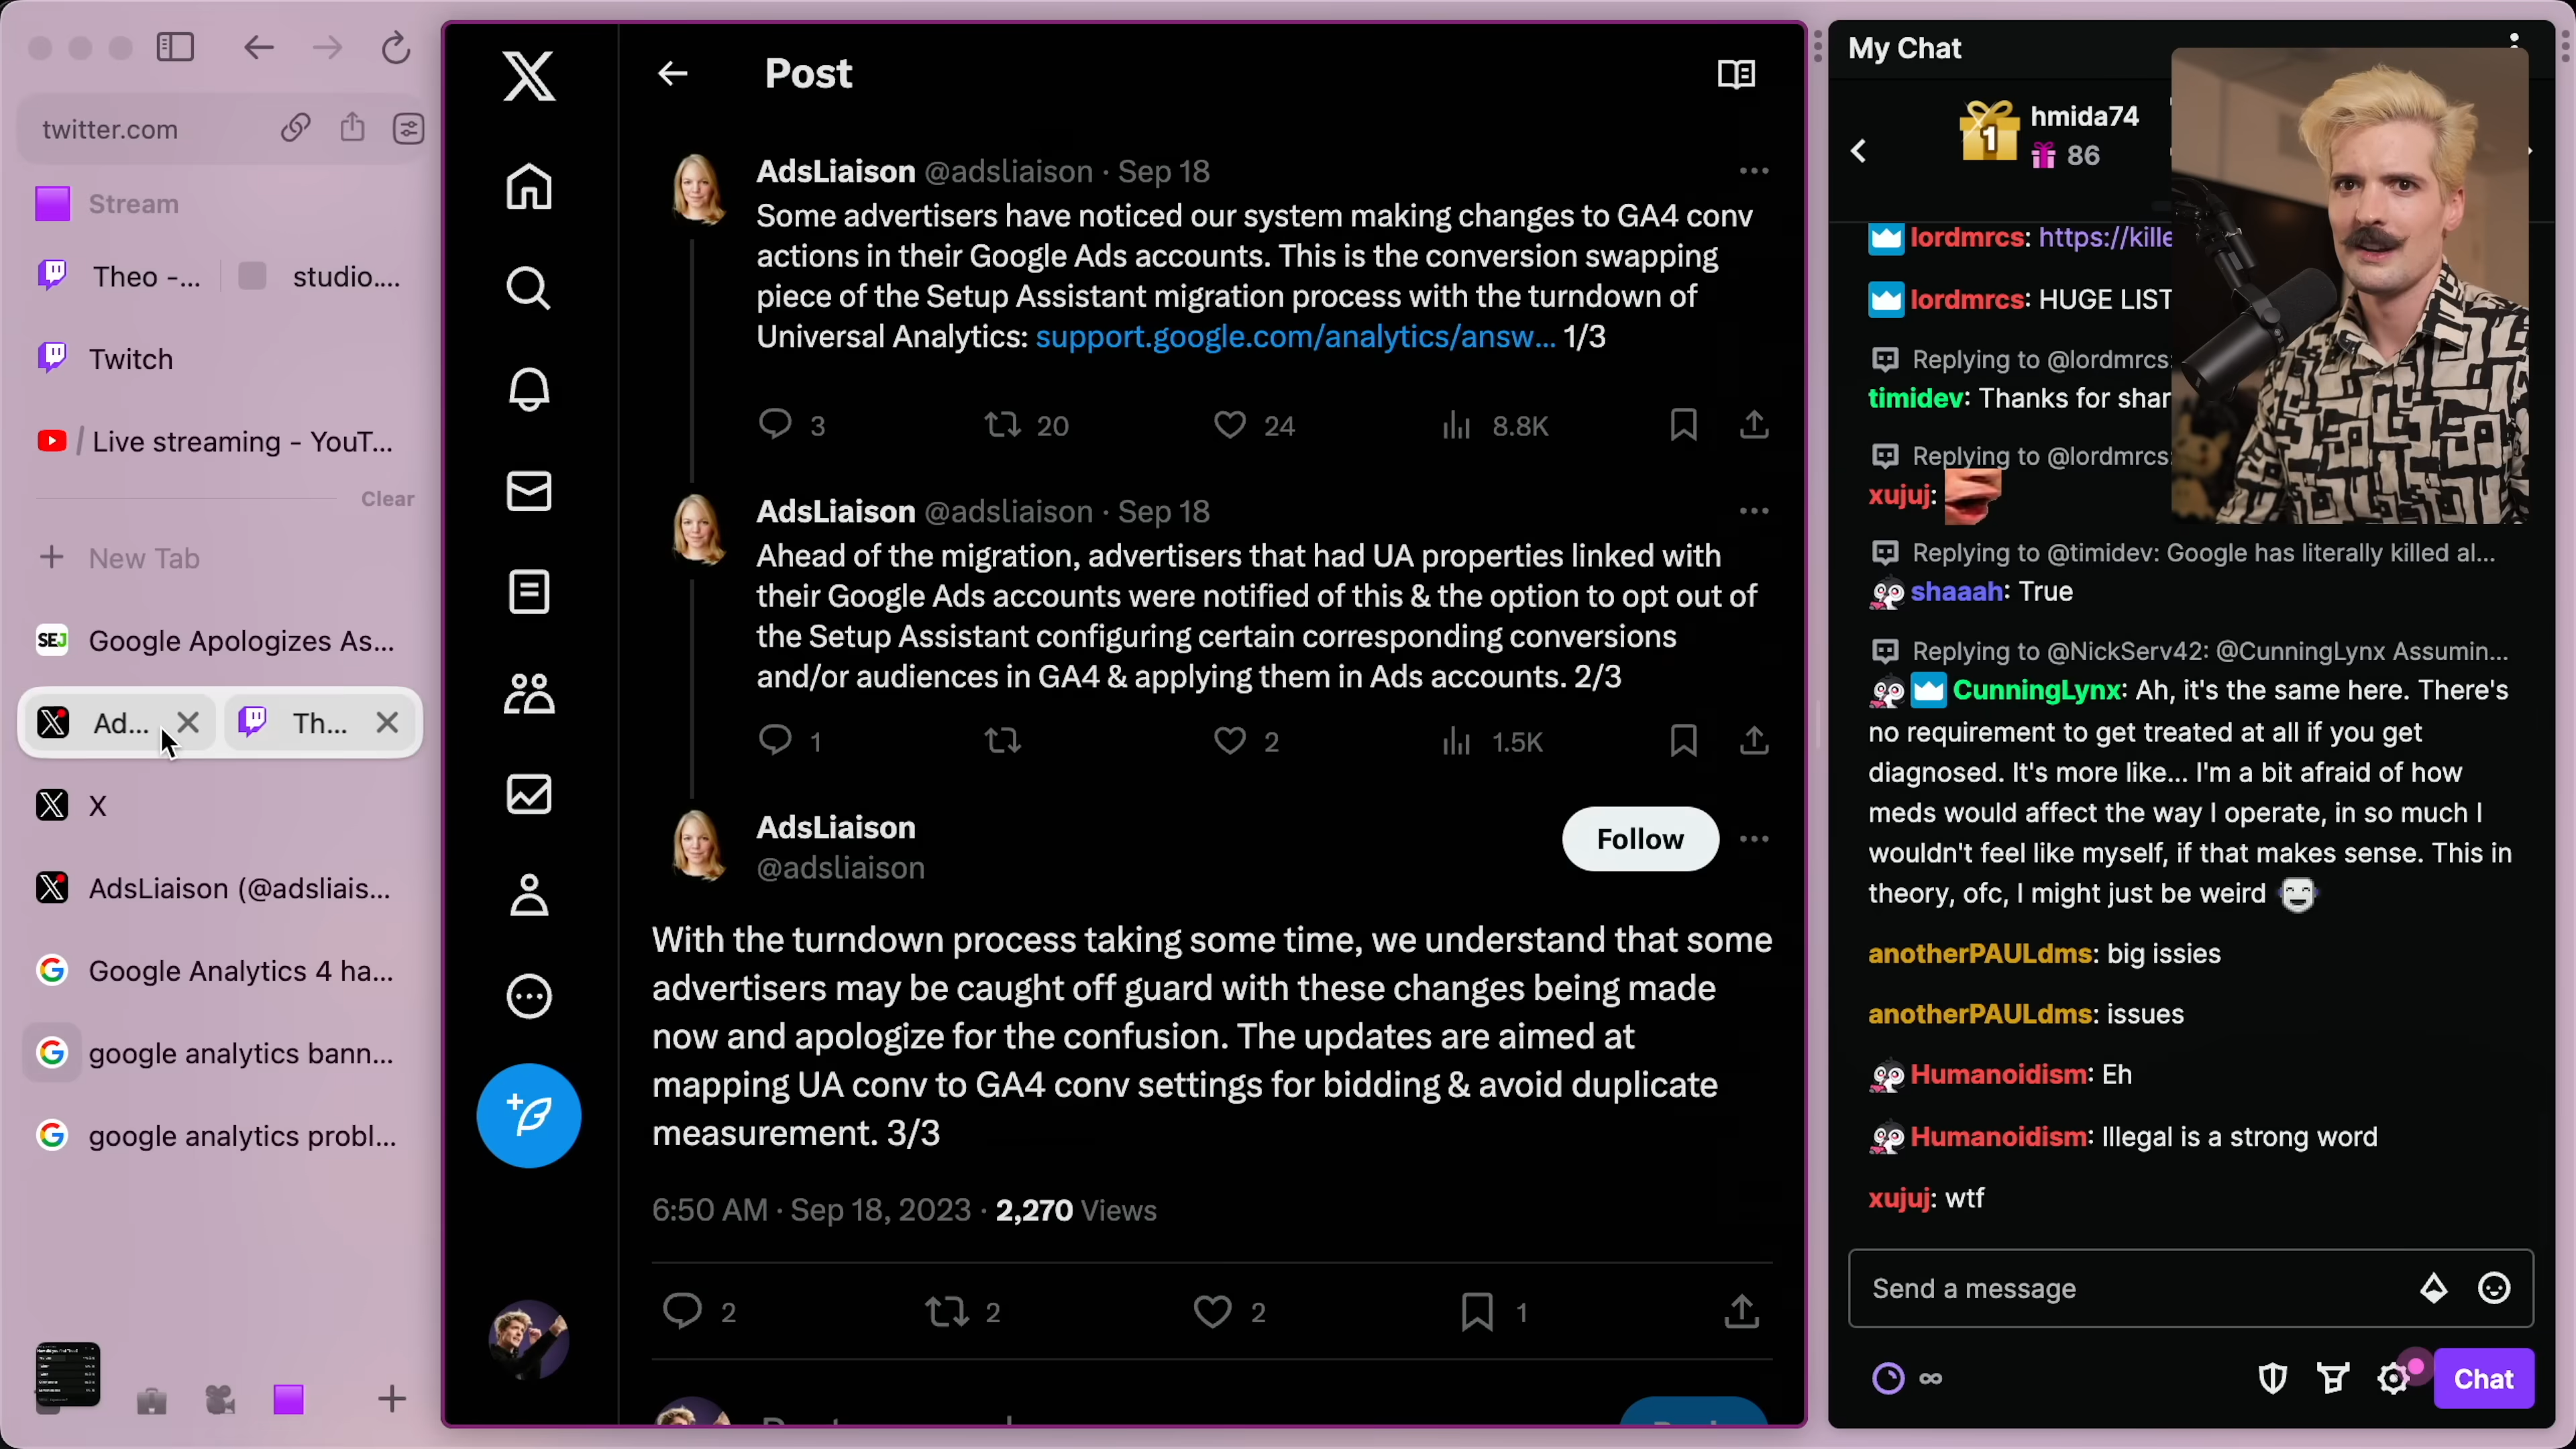 twitter.com
Stream
Theo -...
studio....
Twitch
/ Live streaming - YouT...
Clear
+ New Tab
SEJ Google Apologizes As...
Ad...
Th...
X
AdsLiaison (@adsliais...
Google Analytics 4 ha...
google analytics bann...
google analytics probl...
Post
AdsLiaison @adsliaison · Sep 18
Some advertisers have noticed our system making changes to GA4 conv
actions in their Google Ads accounts. This is the conversion swapping
piece of the Setup Assistant migration process with the turndown of
Universal Analytics: support.google.com/analytics/answ... 1/3
3 20 24 8.8K
AdsLiaison @adsliaison · Sep 18
Ahead of the migration, advertisers that had UA properties linked with
their Google Ads accounts were notified of this & the option to opt out of
the Setup Assistant configuring certain corresponding conversions
and/or audiences in GA4 & applying them in Ads accounts. 2/3
1 2 1.5K
AdsLiaison
@adsliaison
Follow
With the turndown process taking some time, we understand that some
advertisers may be caught off guard with these changes being made
now and apologize for the confusion. The updates are aimed at
mapping UA conv to GA4 conv settings for bidding & avoid duplicate
measurement. 3/3
6:50 AM · Sep 18, 2023 · 2,270 Views
2 2 2 1
My Chat
1 hmida74
86
lordmrcs: https://kille
lordmrcs: HUGE LIST
Replying to @lordmrcs:
timidev: Thanks for shar
Replying to @lordmrcs:
xujuj:
Replying to @timidev: Google has literally killed al...
shaaah: True
Replying to @NickServ42: @CunningLynx Assumin...
CunningLynx: Ah, it's the same here. There's
no requirement to get treated at all if you get
diagnosed. It's more like... I'm a bit afraid of how
meds would affect the way I operate, in so much I
wouldn't feel like myself, if that makes sense. This in
theory, ofc, I might just be weird
anotherPAULdms: big issies
anotherPAULdms: issues
Humanoidism: Eh
Humanoidism: Illegal is a strong word
xujuj: wtf
Send a message
∞
Chat